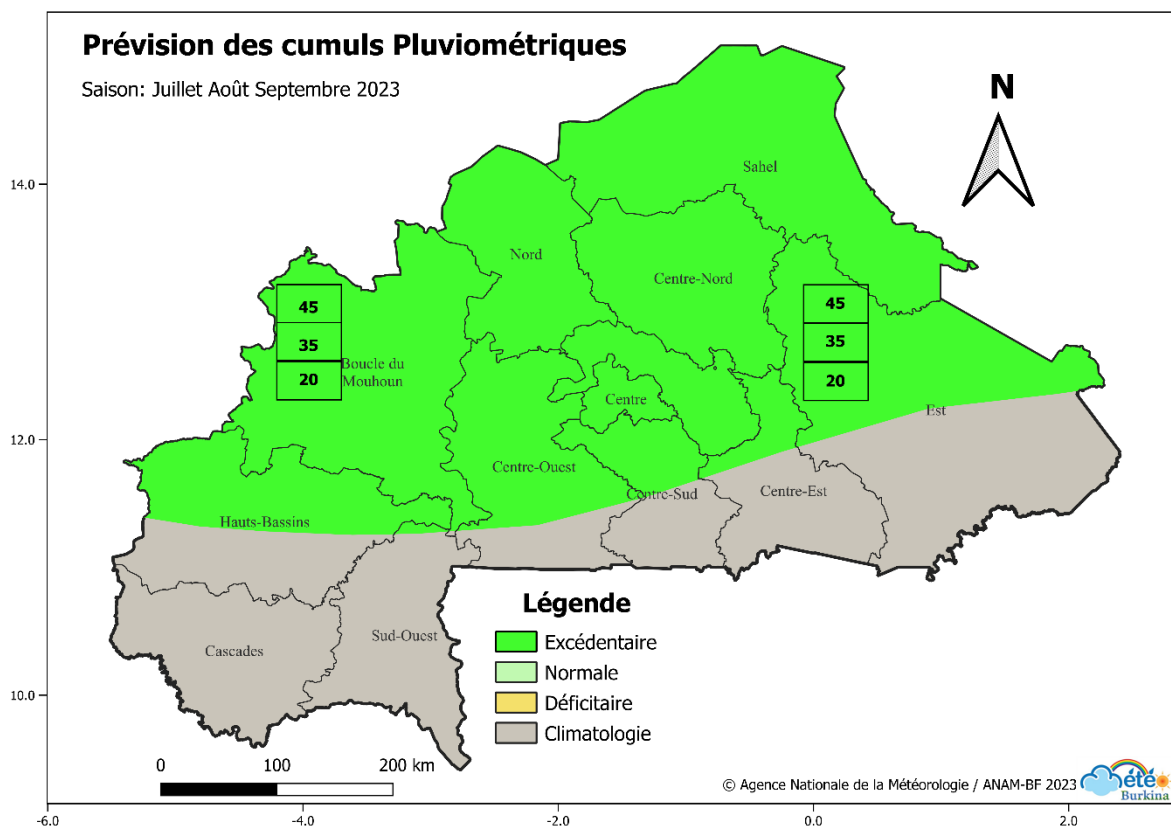 Prévision des cumuls Pluviométriques
Saison: Juillet Août Septembre 2023
N
14.0
12.0
10.0
Sahel
Nord
Centre-Nord
45
35
20
Boucle du
Mouhoun
45
35
20
Centre
Est
Centre-Ouest
Centre-Sud
Centre-Est
Hauts-Bassins
Cascades
Sud-Ouest
Légende
Excédentaire
Normale
Déficitaire
Climatologie
0 100 200 km
© Agence Nationale de la Météorologie / ANAM-BF 2023
Météo
Burkina
-6.0 -4.0 -2.0 0.0 2.0